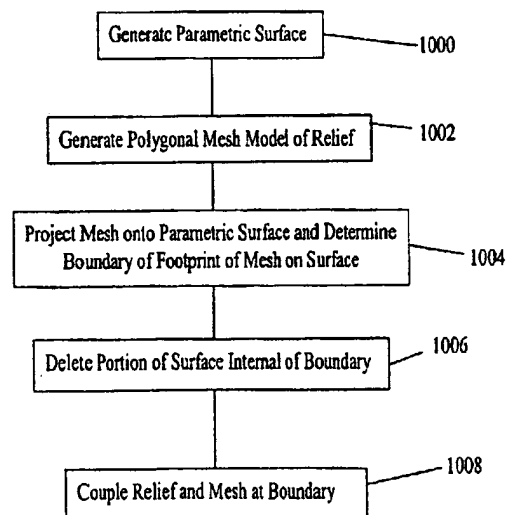 Generate Parametric Surface
1000
Generate Polygonal Mesh Model of Relief
1002
Project Mesh onto Parametric Surface and Determine
Boundary of Footprint of Mesh on Surface
1004
Delete Portion of Surface Internal of Boundary
1006
Couple Relief and Mesh at Boundary
1008